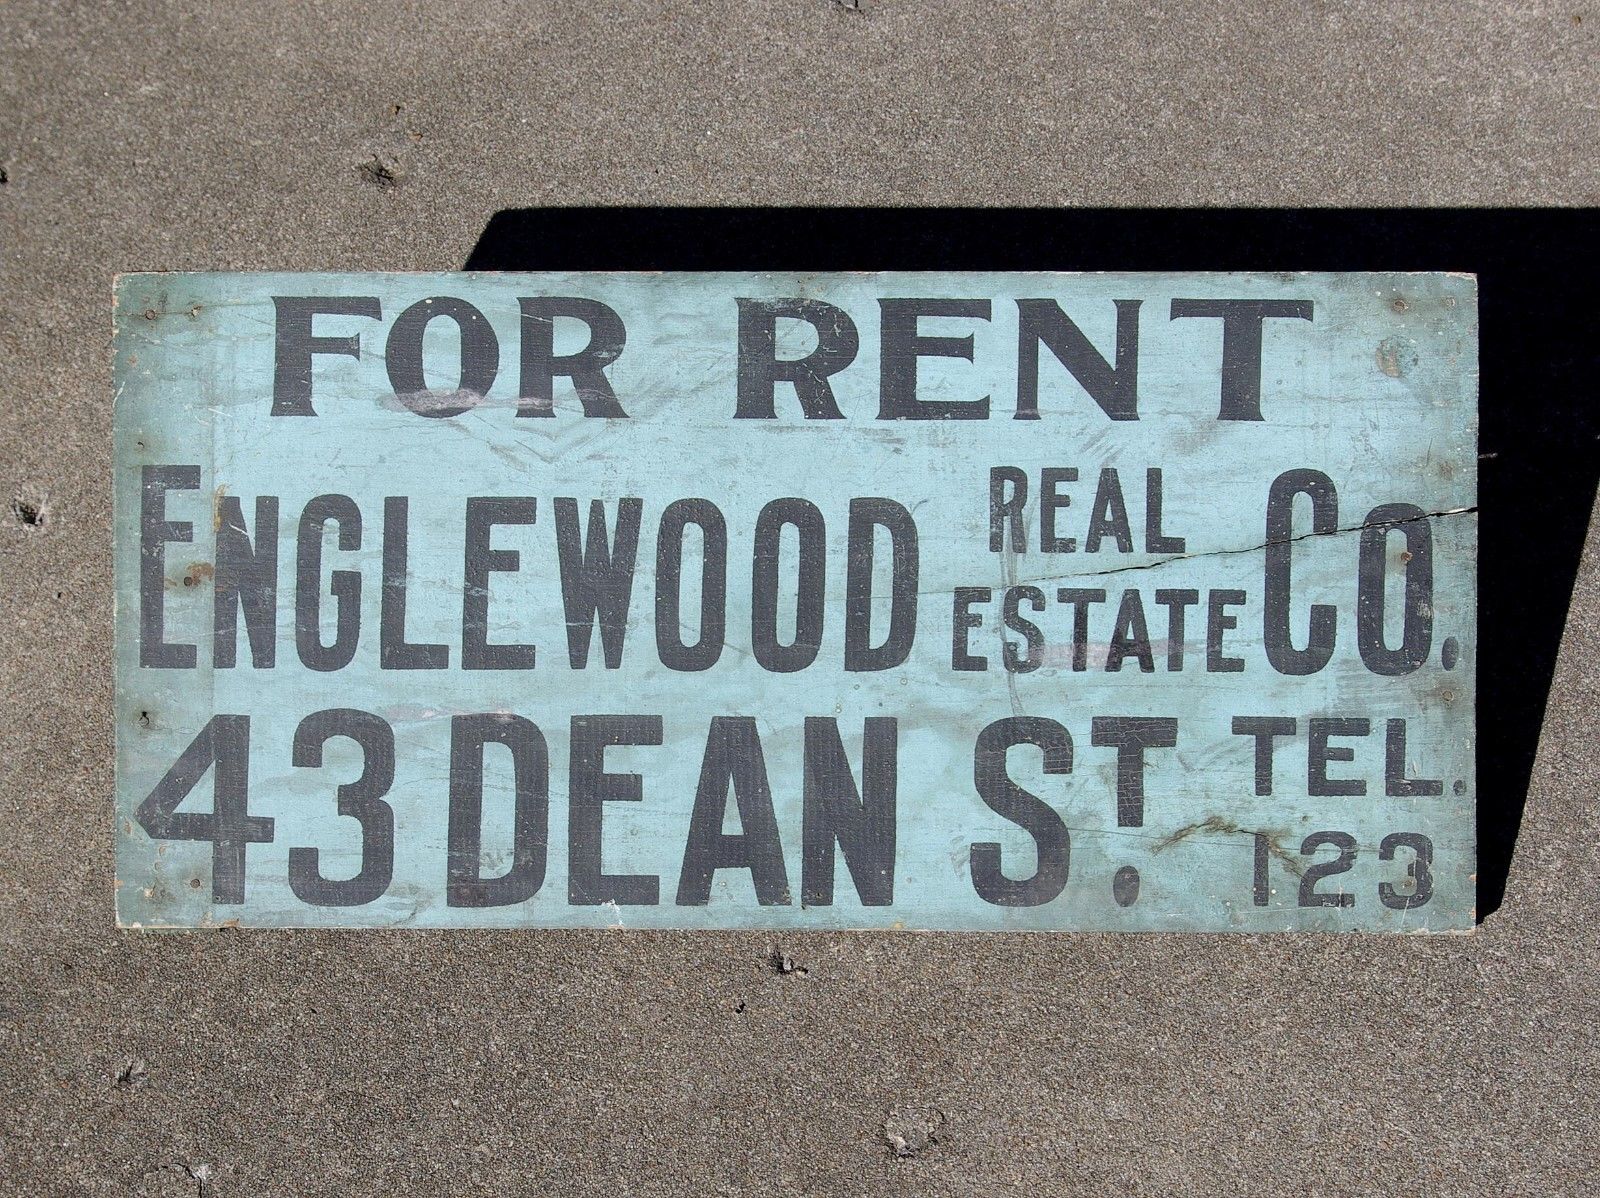 FOR RENT
ENGLEWOOD REAL ESTATE CO.
43 DEAN ST. TEL. 123